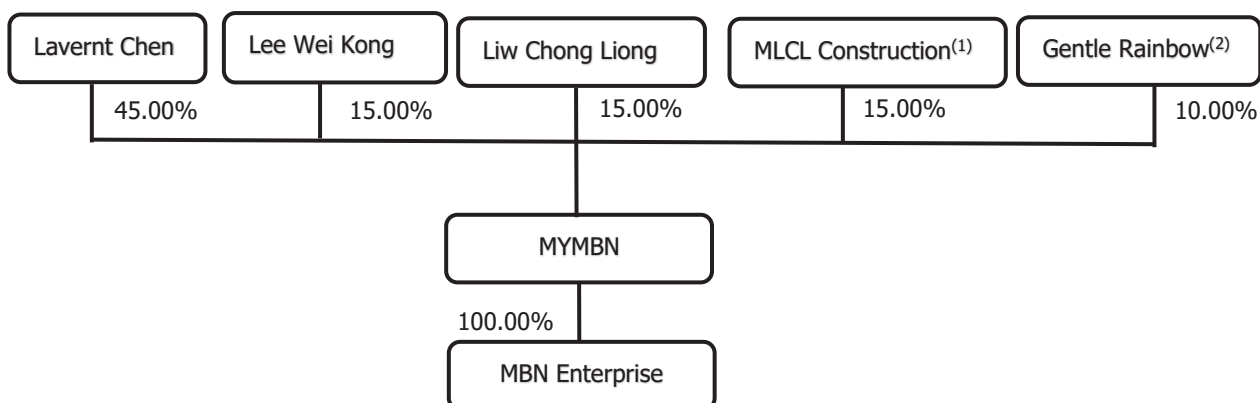 Lavernt Chen
Lee Wei Kong
Liw Chong Liong
MLCL Construction(1)
Gentle Rainbow(2)
45.00%
15.00%
15.00%
15.00%
10.00%
MYMBN
100.00%
MBN Enterprise